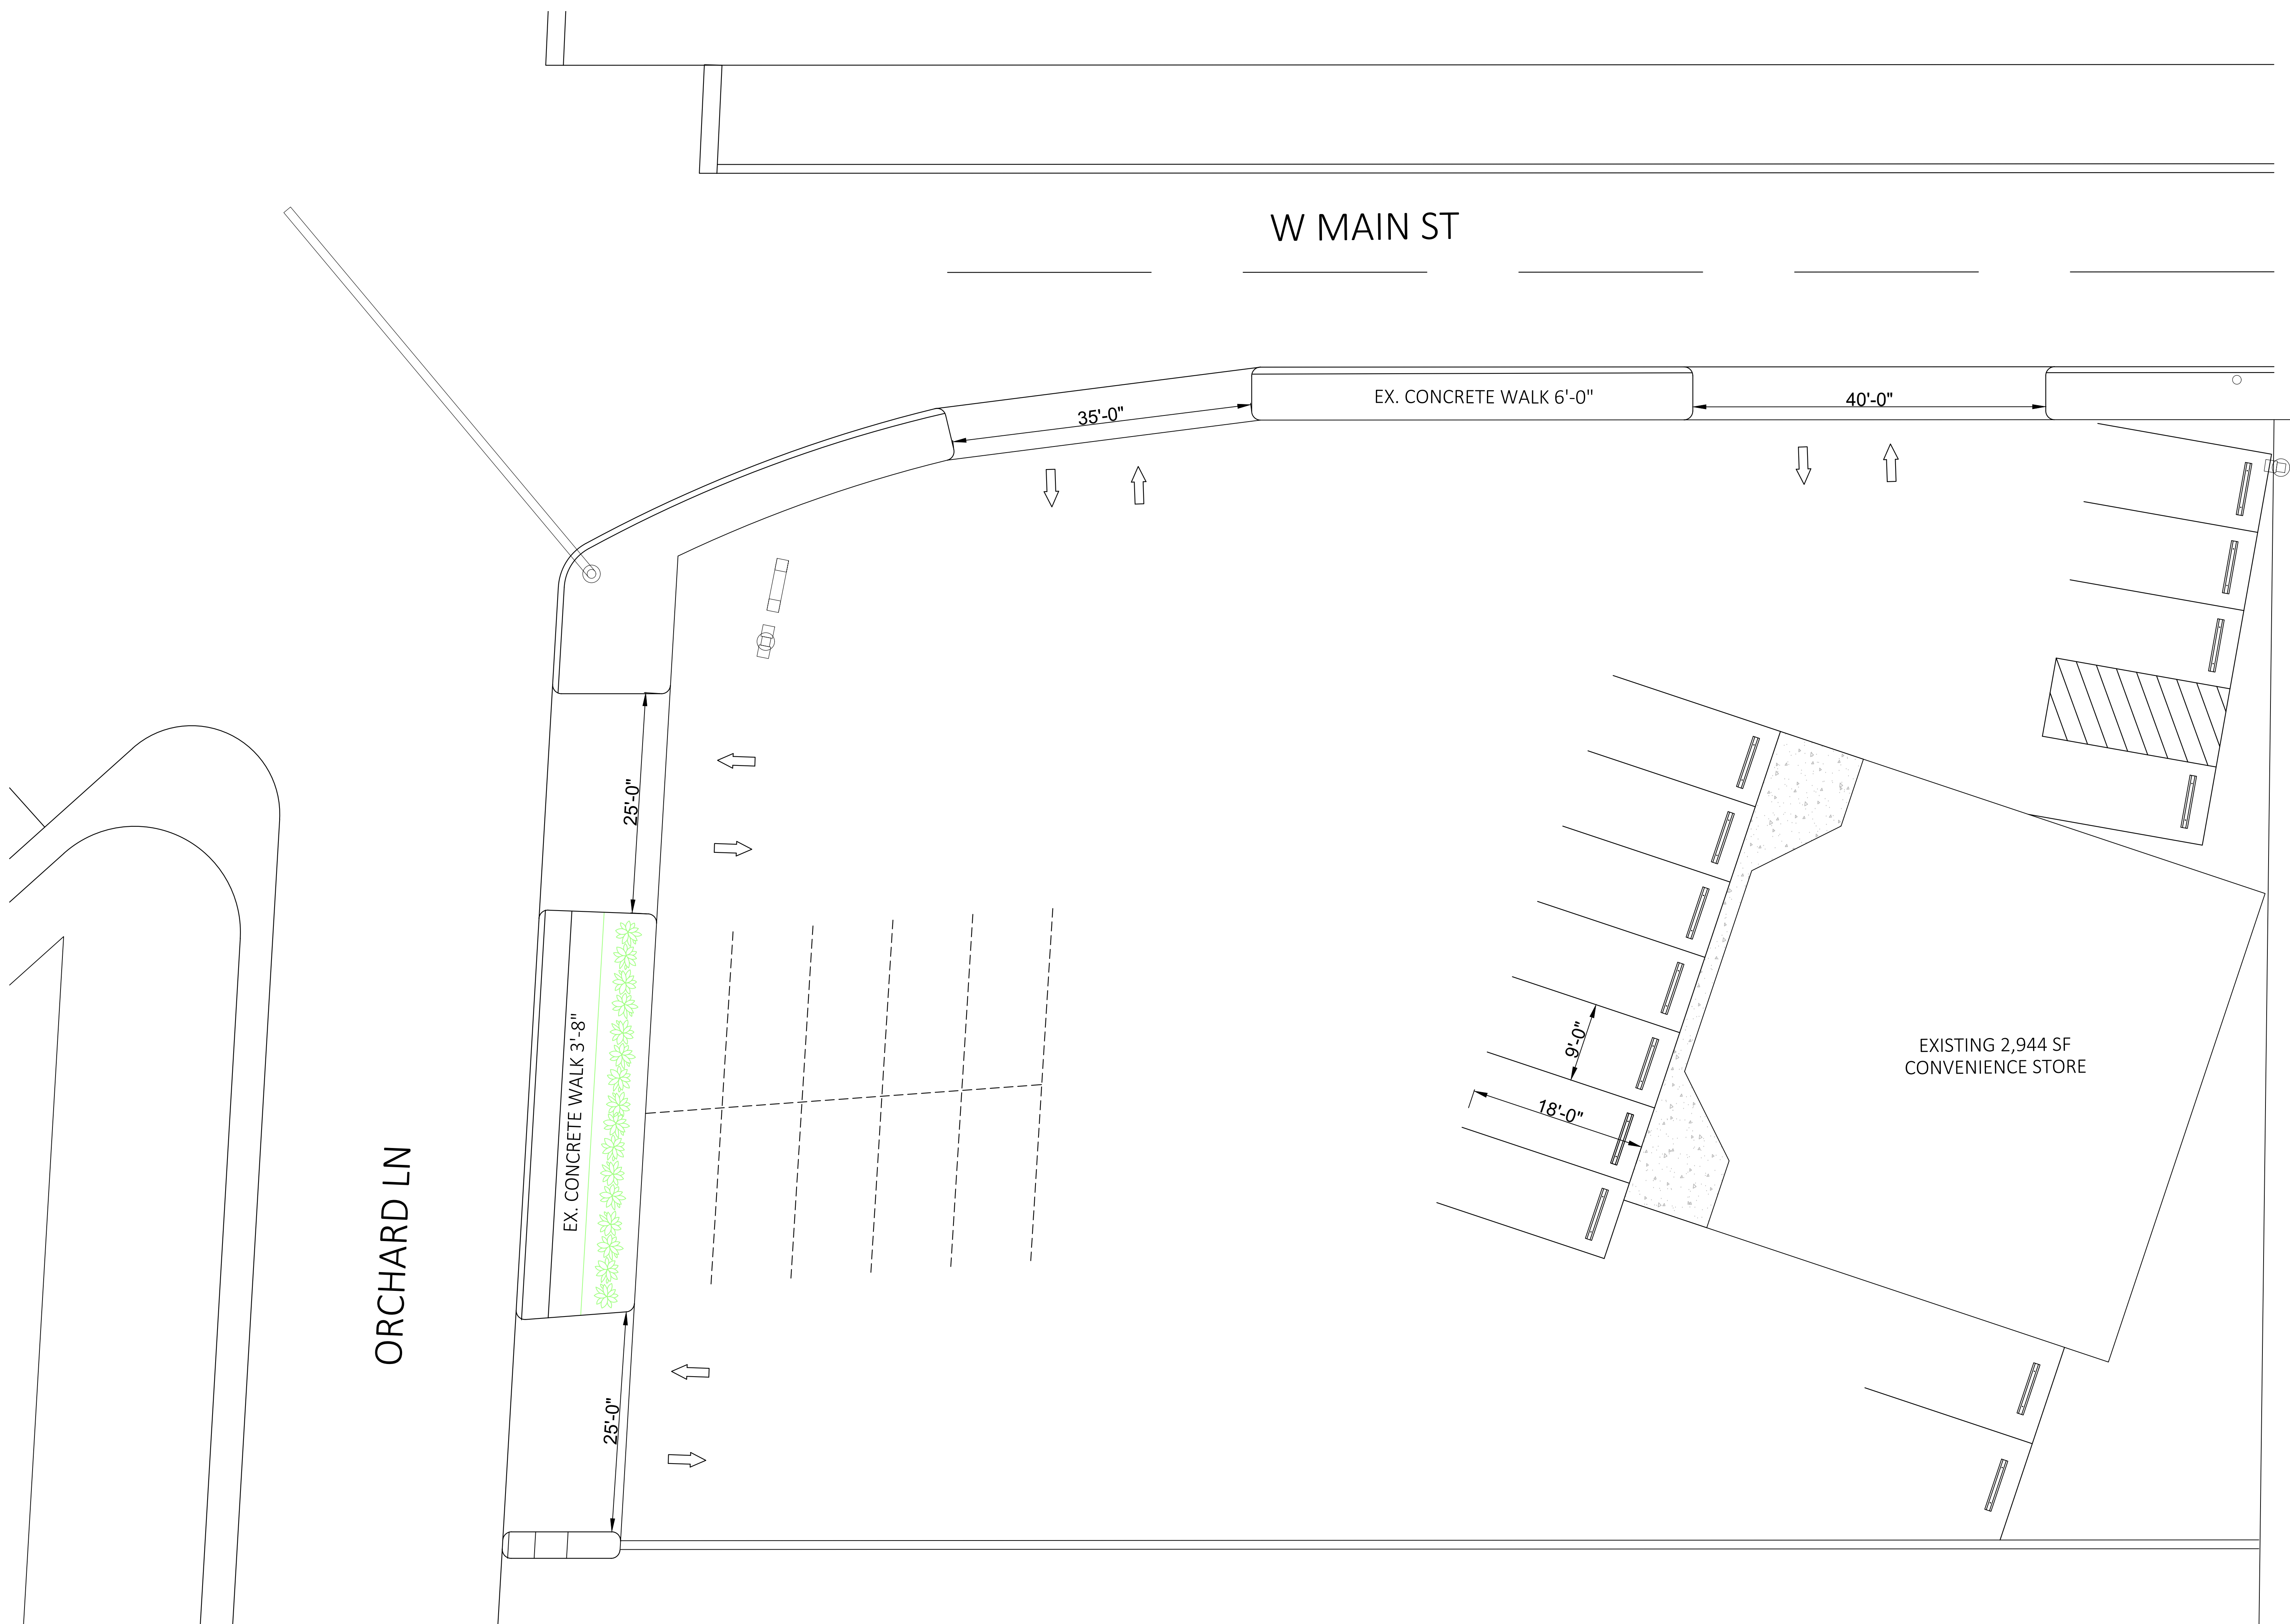 W MAIN ST
EX. CONCRETE WALK 6'-0"
40'-0"
35'-0"
25'-0"
EX. CONCRETE WALK 3'-8"
9'-0"
18'-0"
EXISTING 2,944 SF
CONVENIENCE STORE
ORCHARD LN
25'-0"